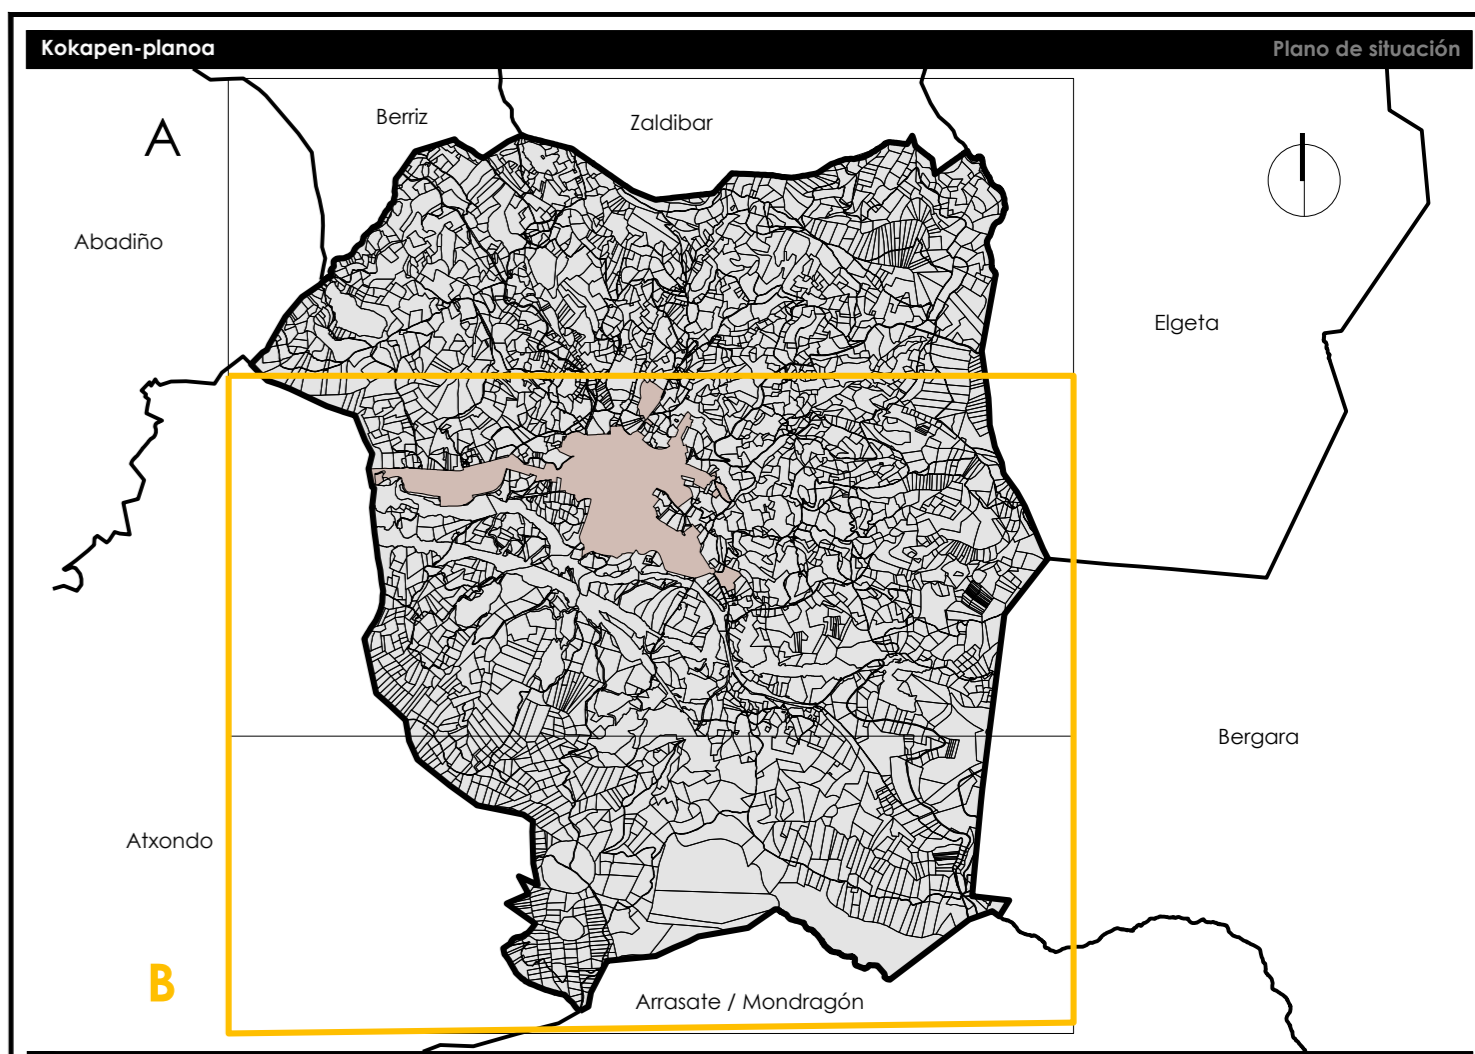 Kokapen-planoa
Plano de situación
A
Berriz
Zaldibar
Abadiño
Elgeta
Bergara
Atxondo
B
Arrasate / Mondragón